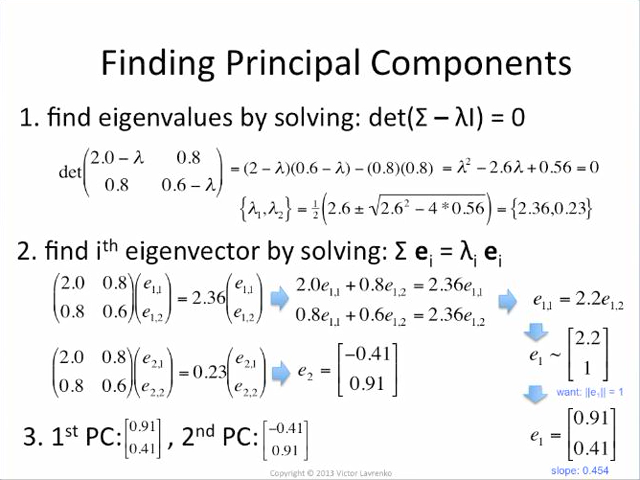 Finding Principal Components
1. find eigenvalues by solving: det(Σ – λI) = 0
det(2.0 − λ 0.8 = (2 − λ)(0.6 − λ) − (0.8)(0.8) = λ² − 2.6λ + 0.56 = 0
0.8 0.6 − λ)
{λ₁, λ₂} = ½(2.6 ± √2.6² − 4 * 0.56) = {2.36, 0.23}
2. find iᵗʰ eigenvector by solving: Σ eᵢ = λᵢ eᵢ
(2.0 0.8)(e₁,₁) = 2.36(e₁,₁) 2.0e₁,₁ + 0.8e₁,₂ = 2.36e₁,₁
(0.8 0.6)(e₁,₂) (e₁,₂) 0.8e₁,₁ + 0.6e₁,₂ = 2.36e₁,₂
e₁,₁ = 2.2e₁,₂
e₁ ~ [2.2
1]
(2.0 0.8)(e₂,₁) = 0.23(e₂,₁) e₂ = [−0.41
(0.8 0.6)(e₂,₂) (e₂,₂) 0.91]
want: ||e₁|| = 1
e₁ = [0.91
0.41]
slope: 0.454
3. 1ˢᵗ PC: [0.91 , 2ⁿᵈ PC: [−0.41
0.41] 0.91]
Copyright © 2013 Victor Lavrenko